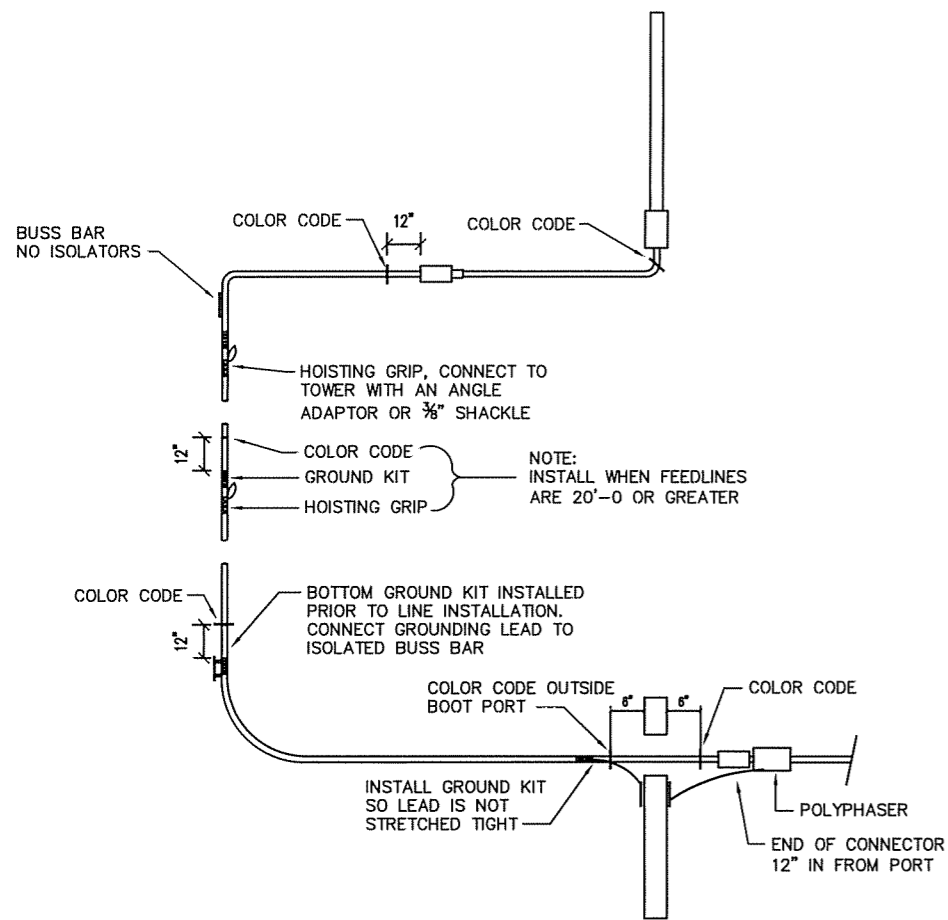 COLOR CODE
12"
COLOR CODE
BUSS BAR
NO ISOLATORS
HOISTING GRIP, CONNECT TO
TOWER WITH AN ANGLE
ADAPTOR OR ⅜" SHACKLE
12"
COLOR CODE
GROUND KIT
HOISTING GRIP
NOTE:
INSTALL WHEN FEEDLINES
ARE 20'-0 OR GREATER
COLOR CODE
12"
BOTTOM GROUND KIT INSTALLED
PRIOR TO LINE INSTALLATION.
CONNECT GROUNDING LEAD TO
ISOLATED BUSS BAR
COLOR CODE OUTSIDE
BOOT PORT
6"
6"
COLOR CODE
INSTALL GROUND KIT
SO LEAD IS NOT
STRETCHED TIGHT
POLYPHASER
END OF CONNECTOR
12" IN FROM PORT